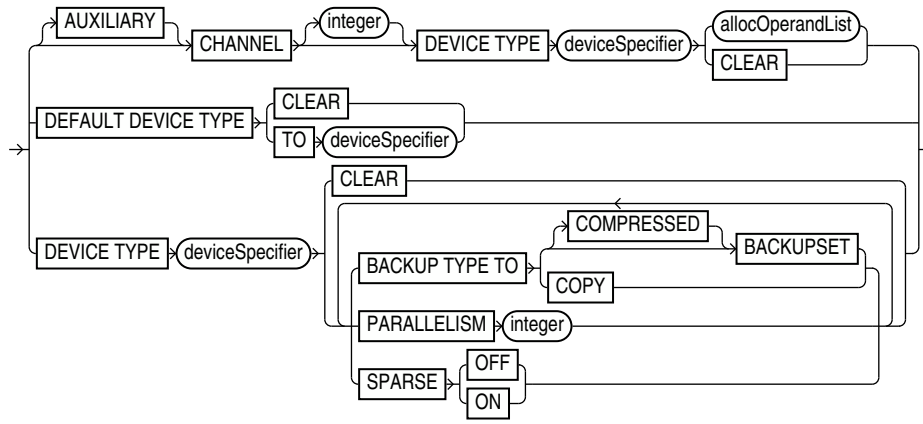 AUXILIARY
CHANNEL
integer
DEVICE TYPE
deviceSpecifier
allocOperandList
CLEAR
DEFAULT DEVICE TYPE
CLEAR
TO
deviceSpecifier
DEVICE TYPE
deviceSpecifier
CLEAR
BACKUP TYPE TO
COMPRESSED
BACKUPSET
COPY
PARALLELISM
integer
SPARSE
OFF
ON